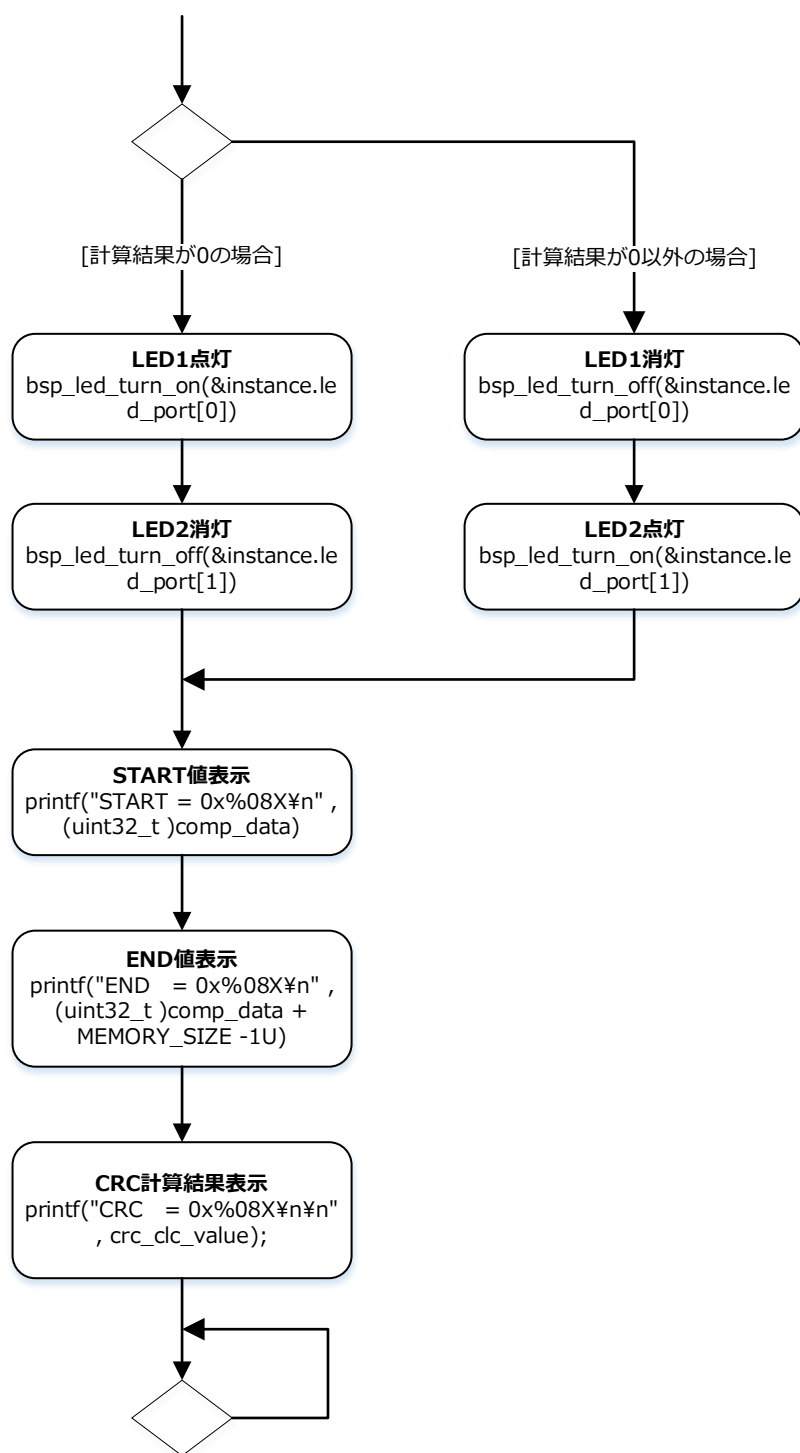 [計算結果が0の場合]
[計算結果が0以外の場合]
LED1点灯
bsp_led_turn_on(&instance.le
d_port[0])
LED1消灯
bsp_led_turn_off(&instance.le
d_port[0])
LED2消灯
bsp_led_turn_off(&instance.le
d_port[1])
LED2点灯
bsp_led_turn_on(&instance.le
d_port[1])
START値表示
printf("START = 0x%08X¥n" ,
(uint32_t )comp_data)
END値表示
printf("END   = 0x%08X¥n" ,
(uint32_t )comp_data +
MEMORY_SIZE -1U)
CRC計算結果表示
printf("CRC   = 0x%08X¥n¥n"
, crc_clc_value);